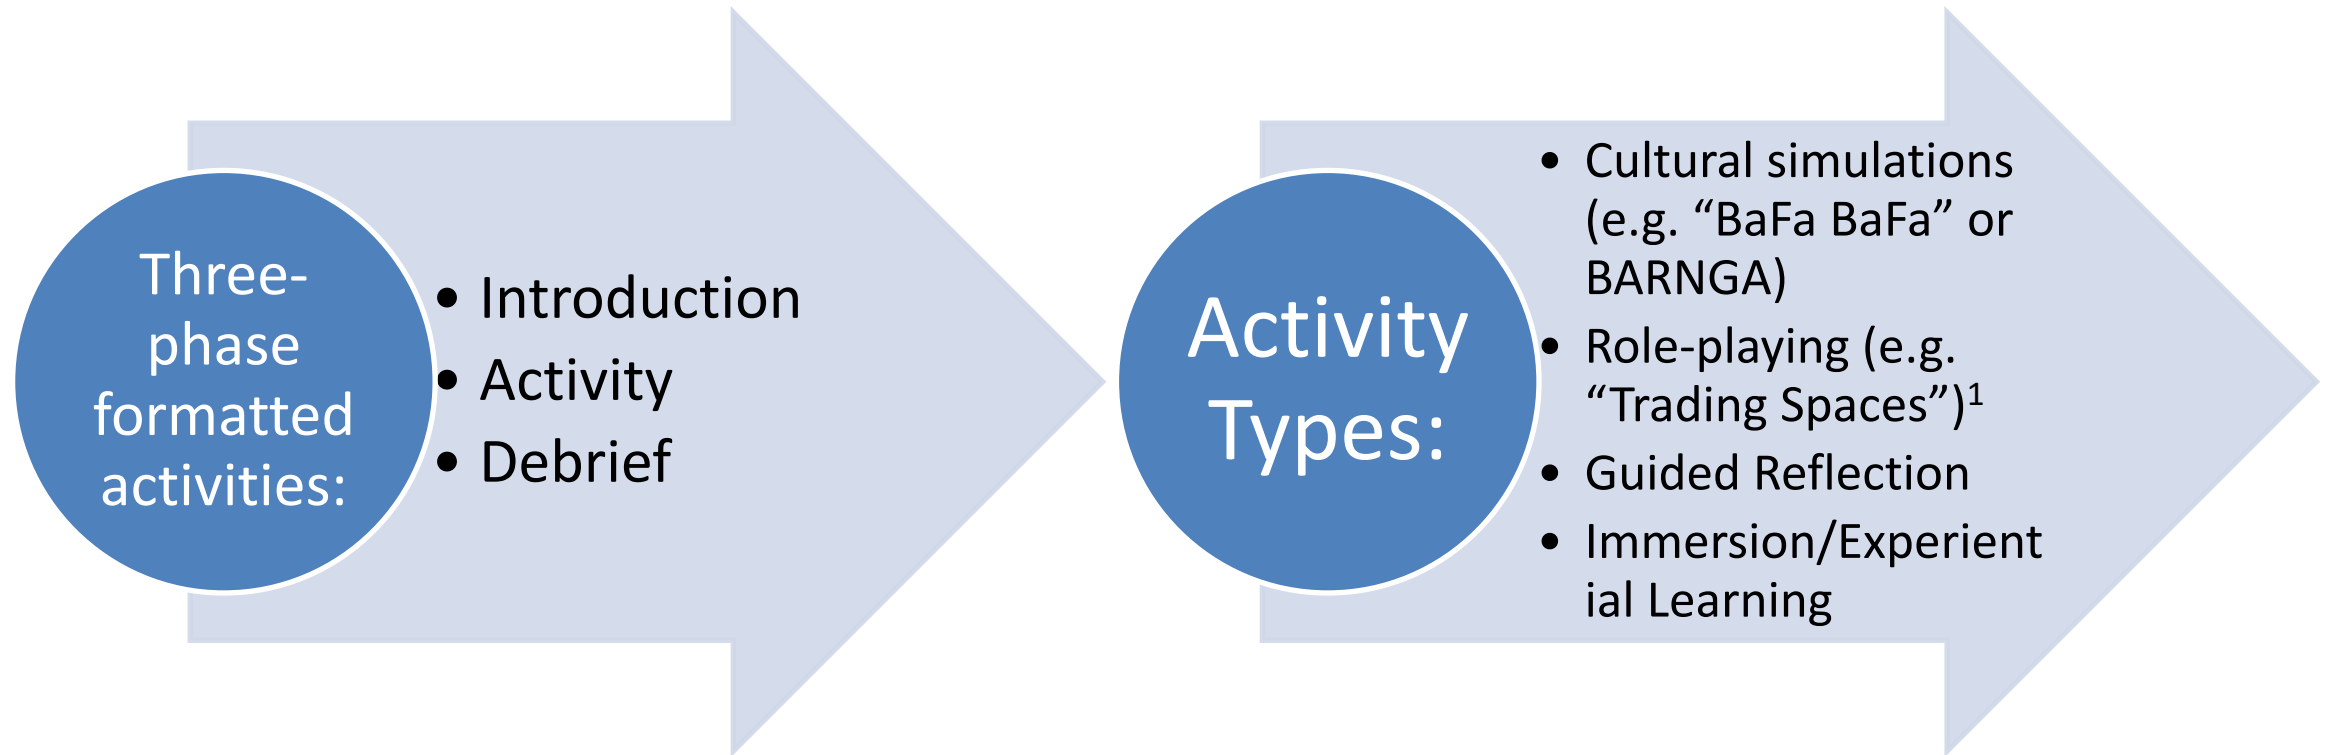 Three-
phase
formatted
activities:
• Introduction
• Activity
• Debrief
Activity
Types:
• Cultural simulations
(e.g. “BaFa BaFa” or
BARNGA)
• Role-playing (e.g.
“Trading Spaces”)¹
• Guided Reflection
• Immersion/Experient
ial Learning